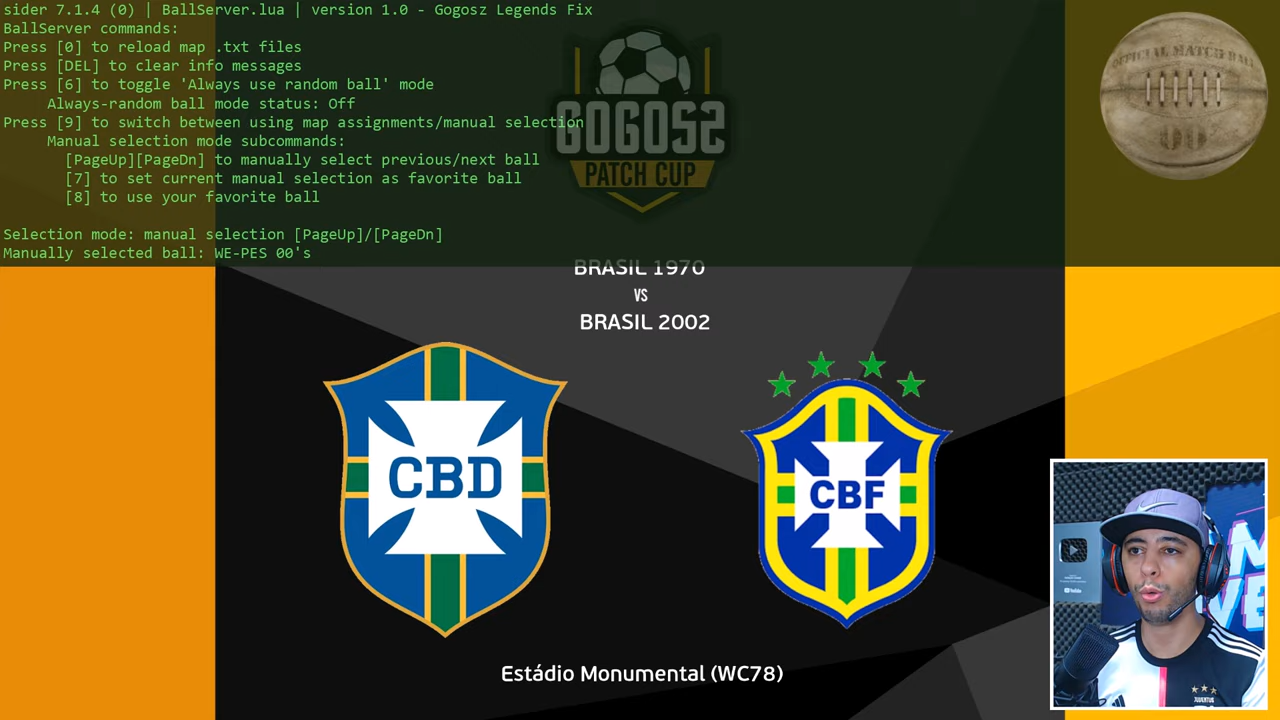 sider 7.1.4 (0) | BallServer.lua | version 1.0 - Gogosz Legends Fix
BallServer commands:
Press [0] to reload map .txt files
Press [DEL] to clear info messages
Press [6] to toggle 'Always use random ball' mode
Always-random ball mode status: Off
Press [9] to switch between using map assignments/manual selection
Manual selection mode subcommands:
[PageUp][PageDn] to manually select previous/next ball
[7] to set current manual selection as favorite ball
[8] to use your favorite ball
Selection mode: manual selection [PageUp]/[PageDn]
Manually selected ball: WE-PES 00's
GOGOSZ
PATCH CUP
OFFICIAL MATCH BALL
00
BRASIL 1970
VS
BRASIL 2002
CBD
CBF
Estádio Monumental (WC78)
YouTube
JUVENTUS